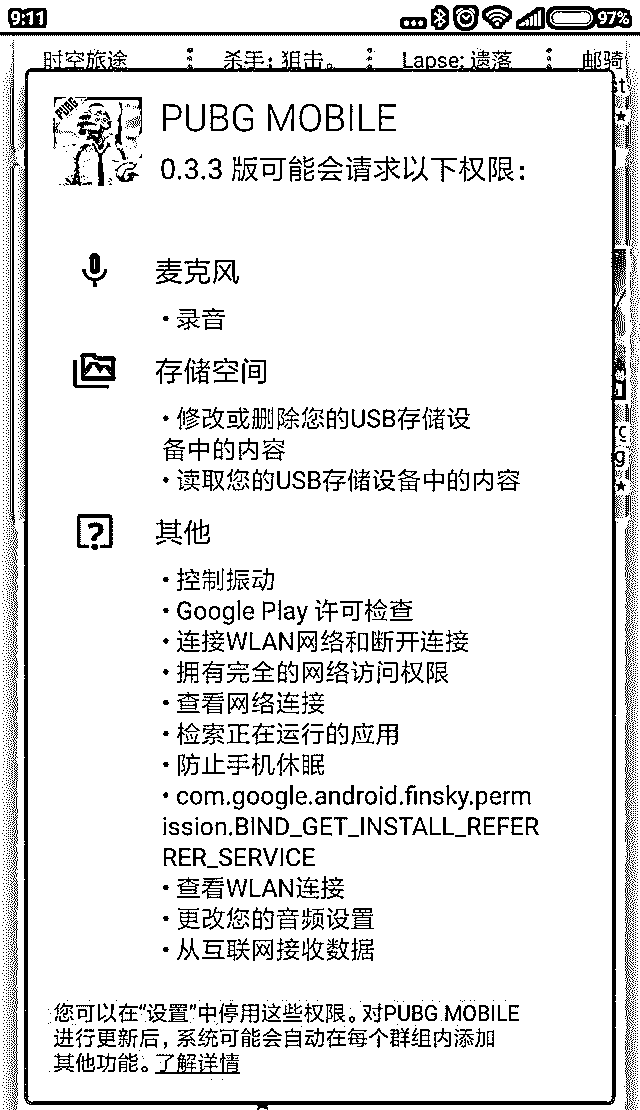 9:11
97%
时空旅途
杀手：狙击。
Lapse: 遗落
邮骑
st
PUBG
PUBG MOBILE
0.3.3 版可能会请求以下权限：
麦克风
• 录音
存储空间
• 修改或删除您的USB存储设
备中的内容
• 读取您的USB存储设备中的内容
rg
g
其他
• 控制振动
• Google Play 许可检查
• 连接WLAN网络和断开连接
• 拥有完全的网络访问权限
• 查看网络连接
• 检索正在运行的应用
• 防止手机休眠
• com.google.android.finsky.perm
ission.BIND_GET_INSTALL_REFER
RER_SERVICE
• 查看WLAN连接
• 更改您的音频设置
• 从互联网接收数据
您可以在“设置”中停用这些权限。对PUBG MOBILE
进行更新后，系统可能会自动在每个群组内添加
其他功能。了解详情